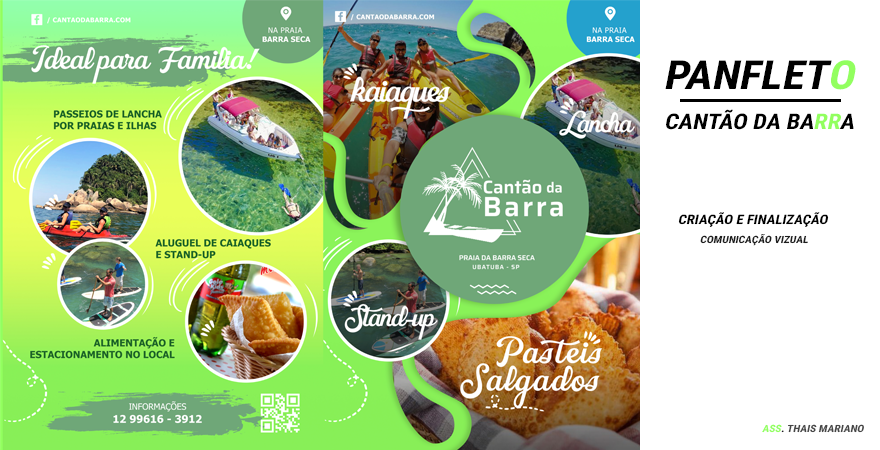 / CANTAODABARRA.COM
NA PRAIA
BARRA SECA
Ideal para Família!
PASSEIOS DE LANCHA
POR PRAIAS E ILHAS
ALUGUEL DE CAIAQUES
E STAND-UP
ALIMENTAÇÃO E
ESTACIONAMENTO NO LOCAL
INFORMAÇÕES
12 99616 - 3912
/ CANTAODABARRA.COM
NA PRAIA
BARRA SECA
kaiaques
Lancha
Cantão da
Barra
PRAIA DA BARRA SECA
UBATUBA - SP
Stand-up
Pasteis
Salgados
PANFLETO
CANTÃO DA BARRA
CRIAÇÃO E FINALIZAÇÃO
COMUNICAÇÃO VIZUAL
ASS. THAIS MARIANO